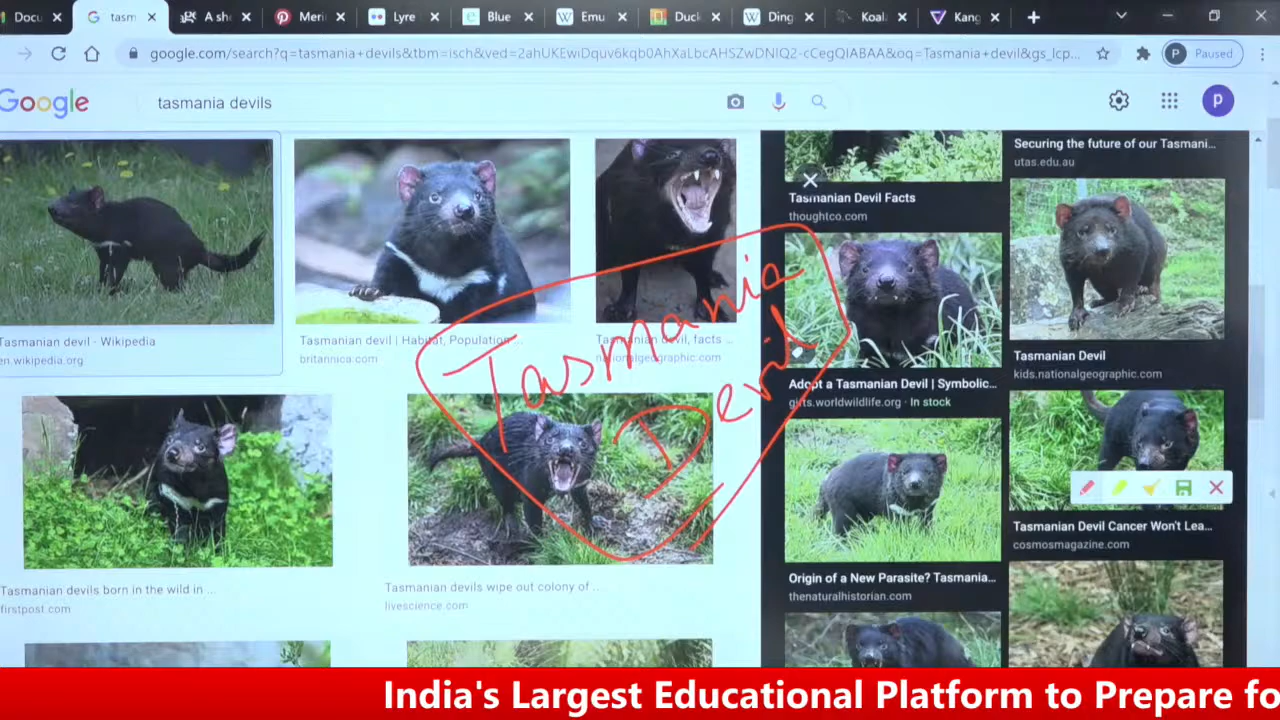 Docu
tasm
A she
Meri
Lyre
Blue
Emu
Duck
Ding
Koal
Kang
google.com/search?q=tasmania+devils&tbm=isch&ved=2ahUKEwiDquv6kqb0AhXaLbcAHSZwDNIQ2-cCegQIABAA&oq=Tasmania+devil&gs_lcp...
P Paused
Google
tasmania devils
p
Tasmanian devil - Wikipedia
en.wikipedia.org
Tasmanian devil | Habitat, Population ...
britannica.com
Tasmanian devil, facts ...
nationalgeographic.com
Tasmanian devils born in the wild in ...
firstpost.com
Tasmanian devils wipe out colony of ...
livescience.com
Tasmania
Devil
Tasmanian Devil Facts
thoughtco.com
Adopt a Tasmanian Devil | Symbolic...
gifts.worldwildlife.org · In stock
Origin of a New Parasite? Tasmania...
thenaturalhistorian.com
Securing the future of our Tasmani...
utas.edu.au
Tasmanian Devil
kids.nationalgeographic.com
Tasmanian Devil Cancer Won't Lea...
cosmosmagazine.com
India's Largest Educational Platform to Prepare fo